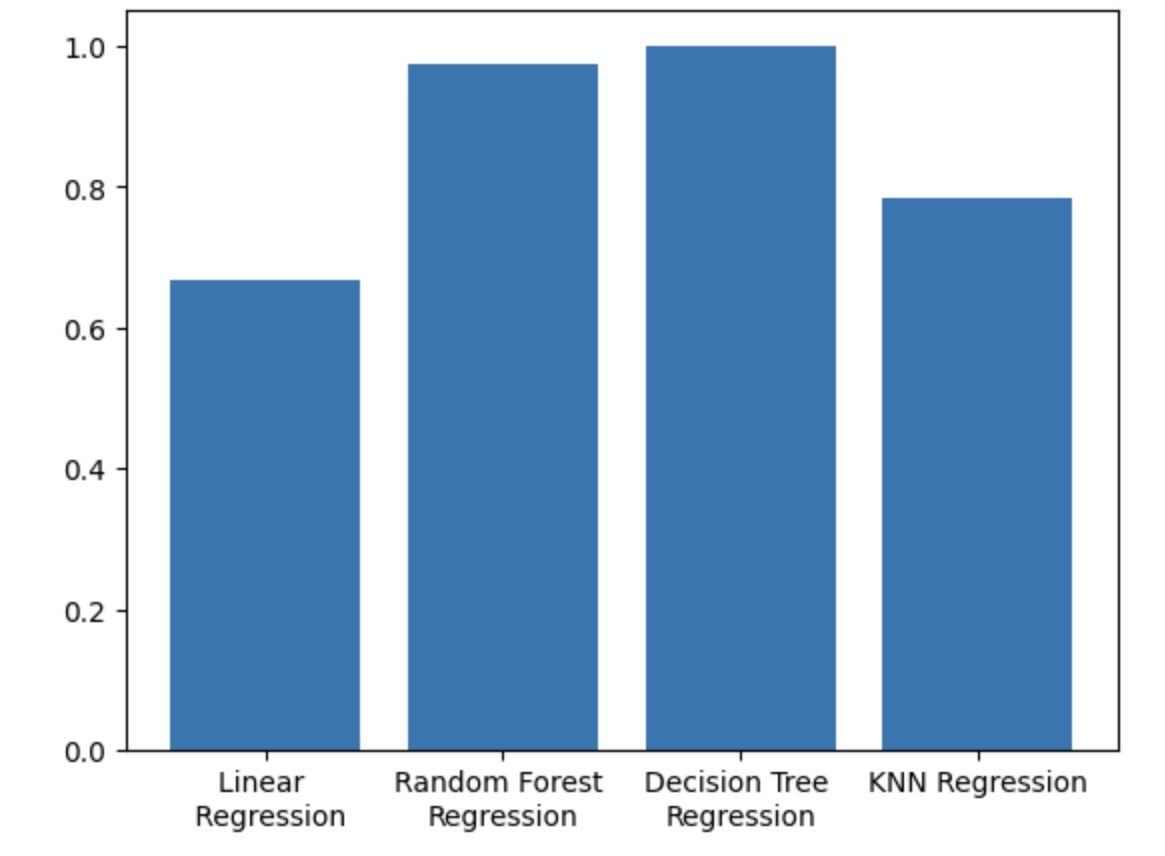 1.0
0.8
0.6
0.4
0.2
0.0
Linear
Regression
Random Forest
Regression
Decision Tree
Regression
KNN Regression